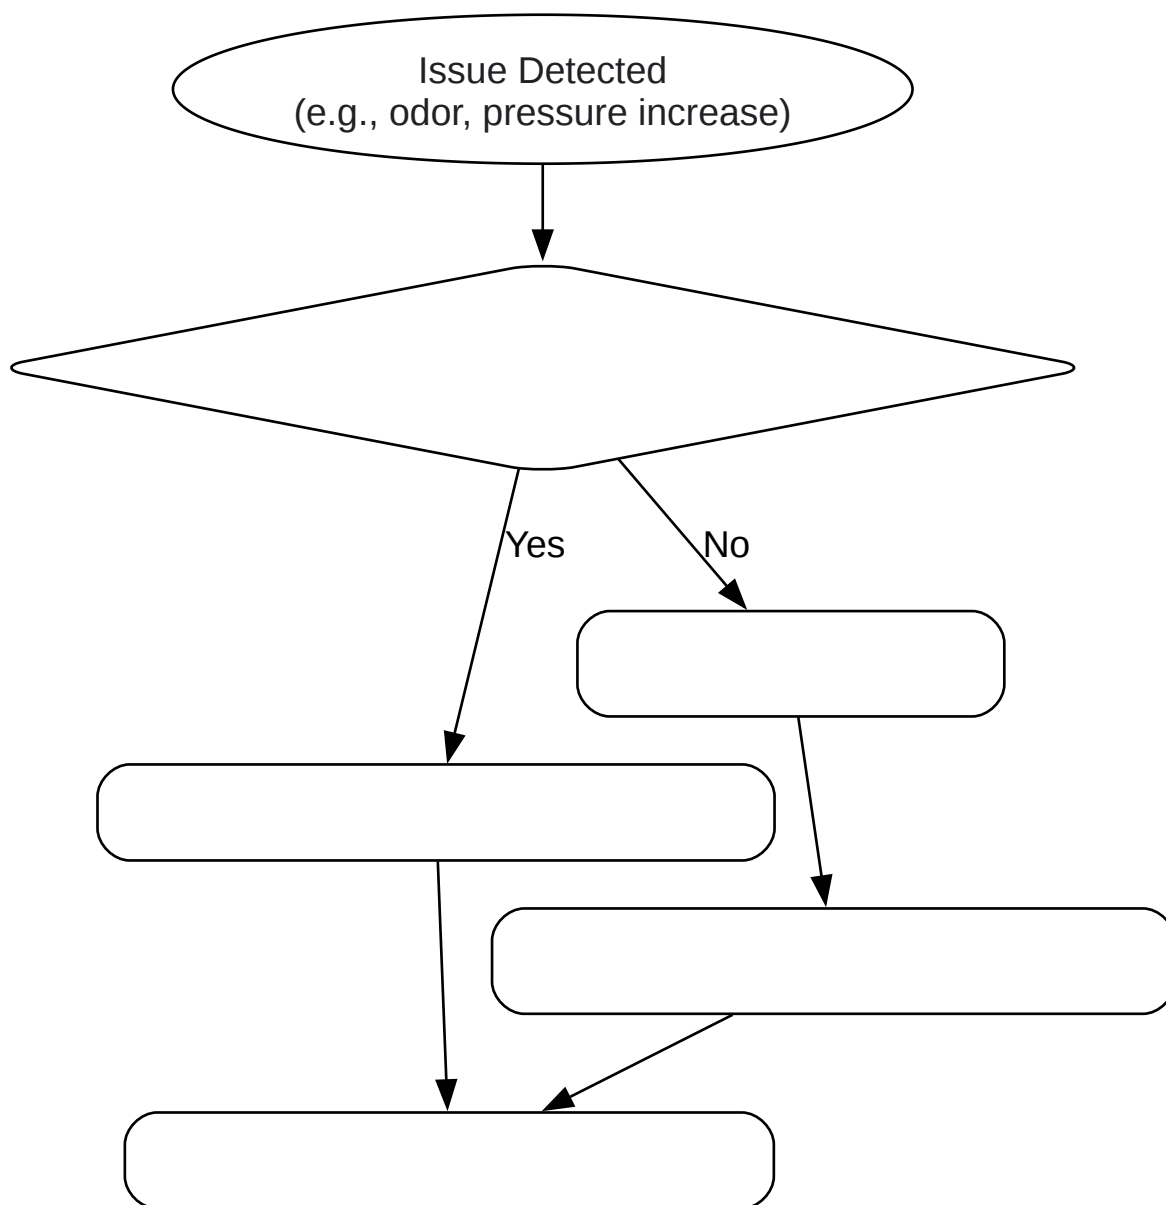 Issue Detected
(e.g., odor, pressure increase)
Yes
No